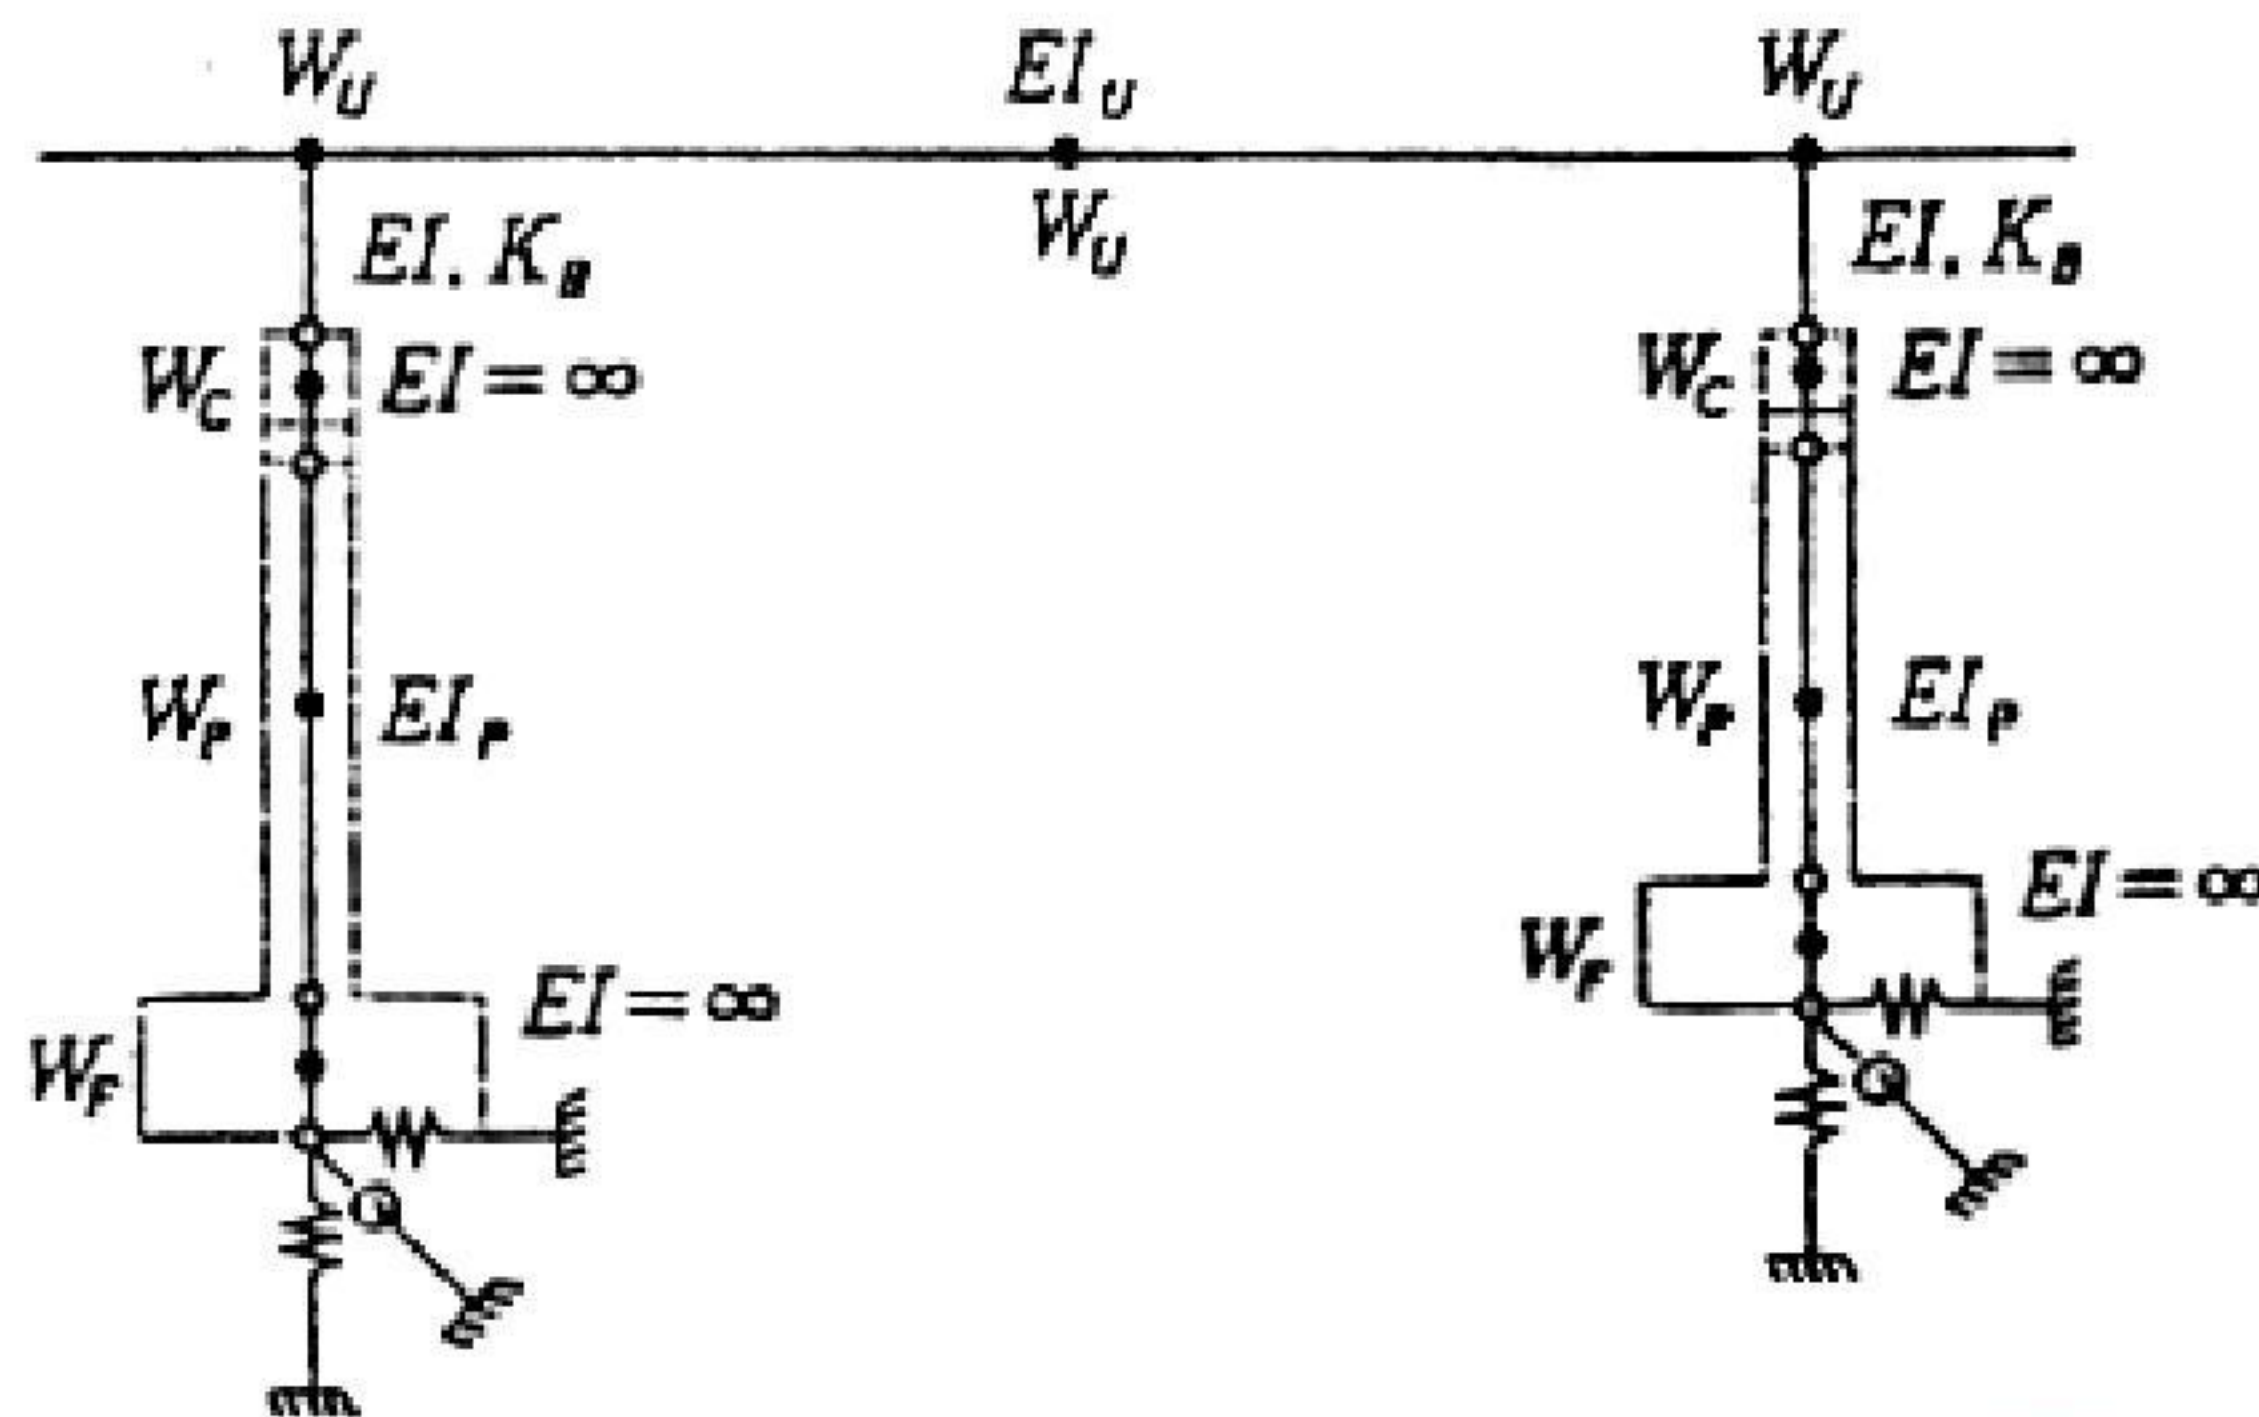 W_U EI_U W_U
W_U
EI. K_B EI. K_B
W_C EI=∞ W_C EI=∞
W_P EI_P W_P EI_P
W_F EI=∞
W_F EI=∞